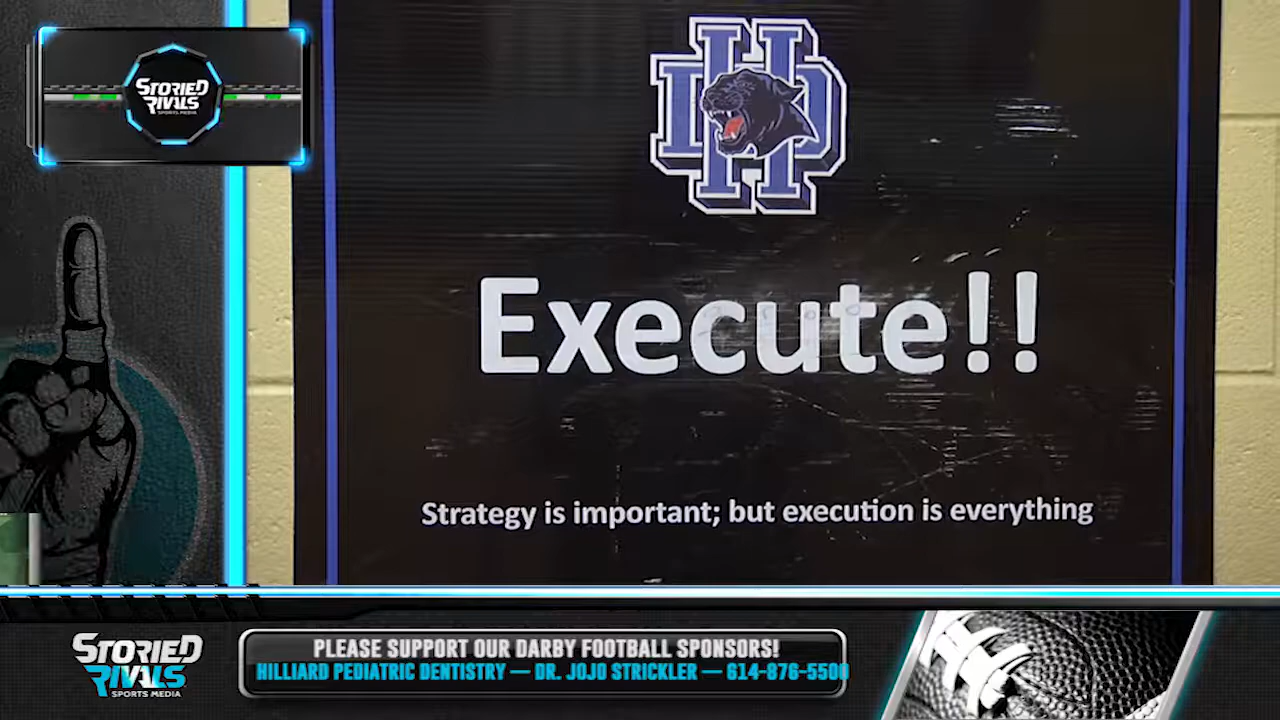 STORIED
RIVALS
SPORTS MEDIA
HD
Execute!!
Strategy is important; but execution is everything
STORIED
RIVALS
SPORTS MEDIA
PLEASE SUPPORT OUR DARBY FOOTBALL SPONSORS!
HILLIARD PEDIATRIC DENTISTRY — DR. JOJO STRICKLER — 614-876-5500